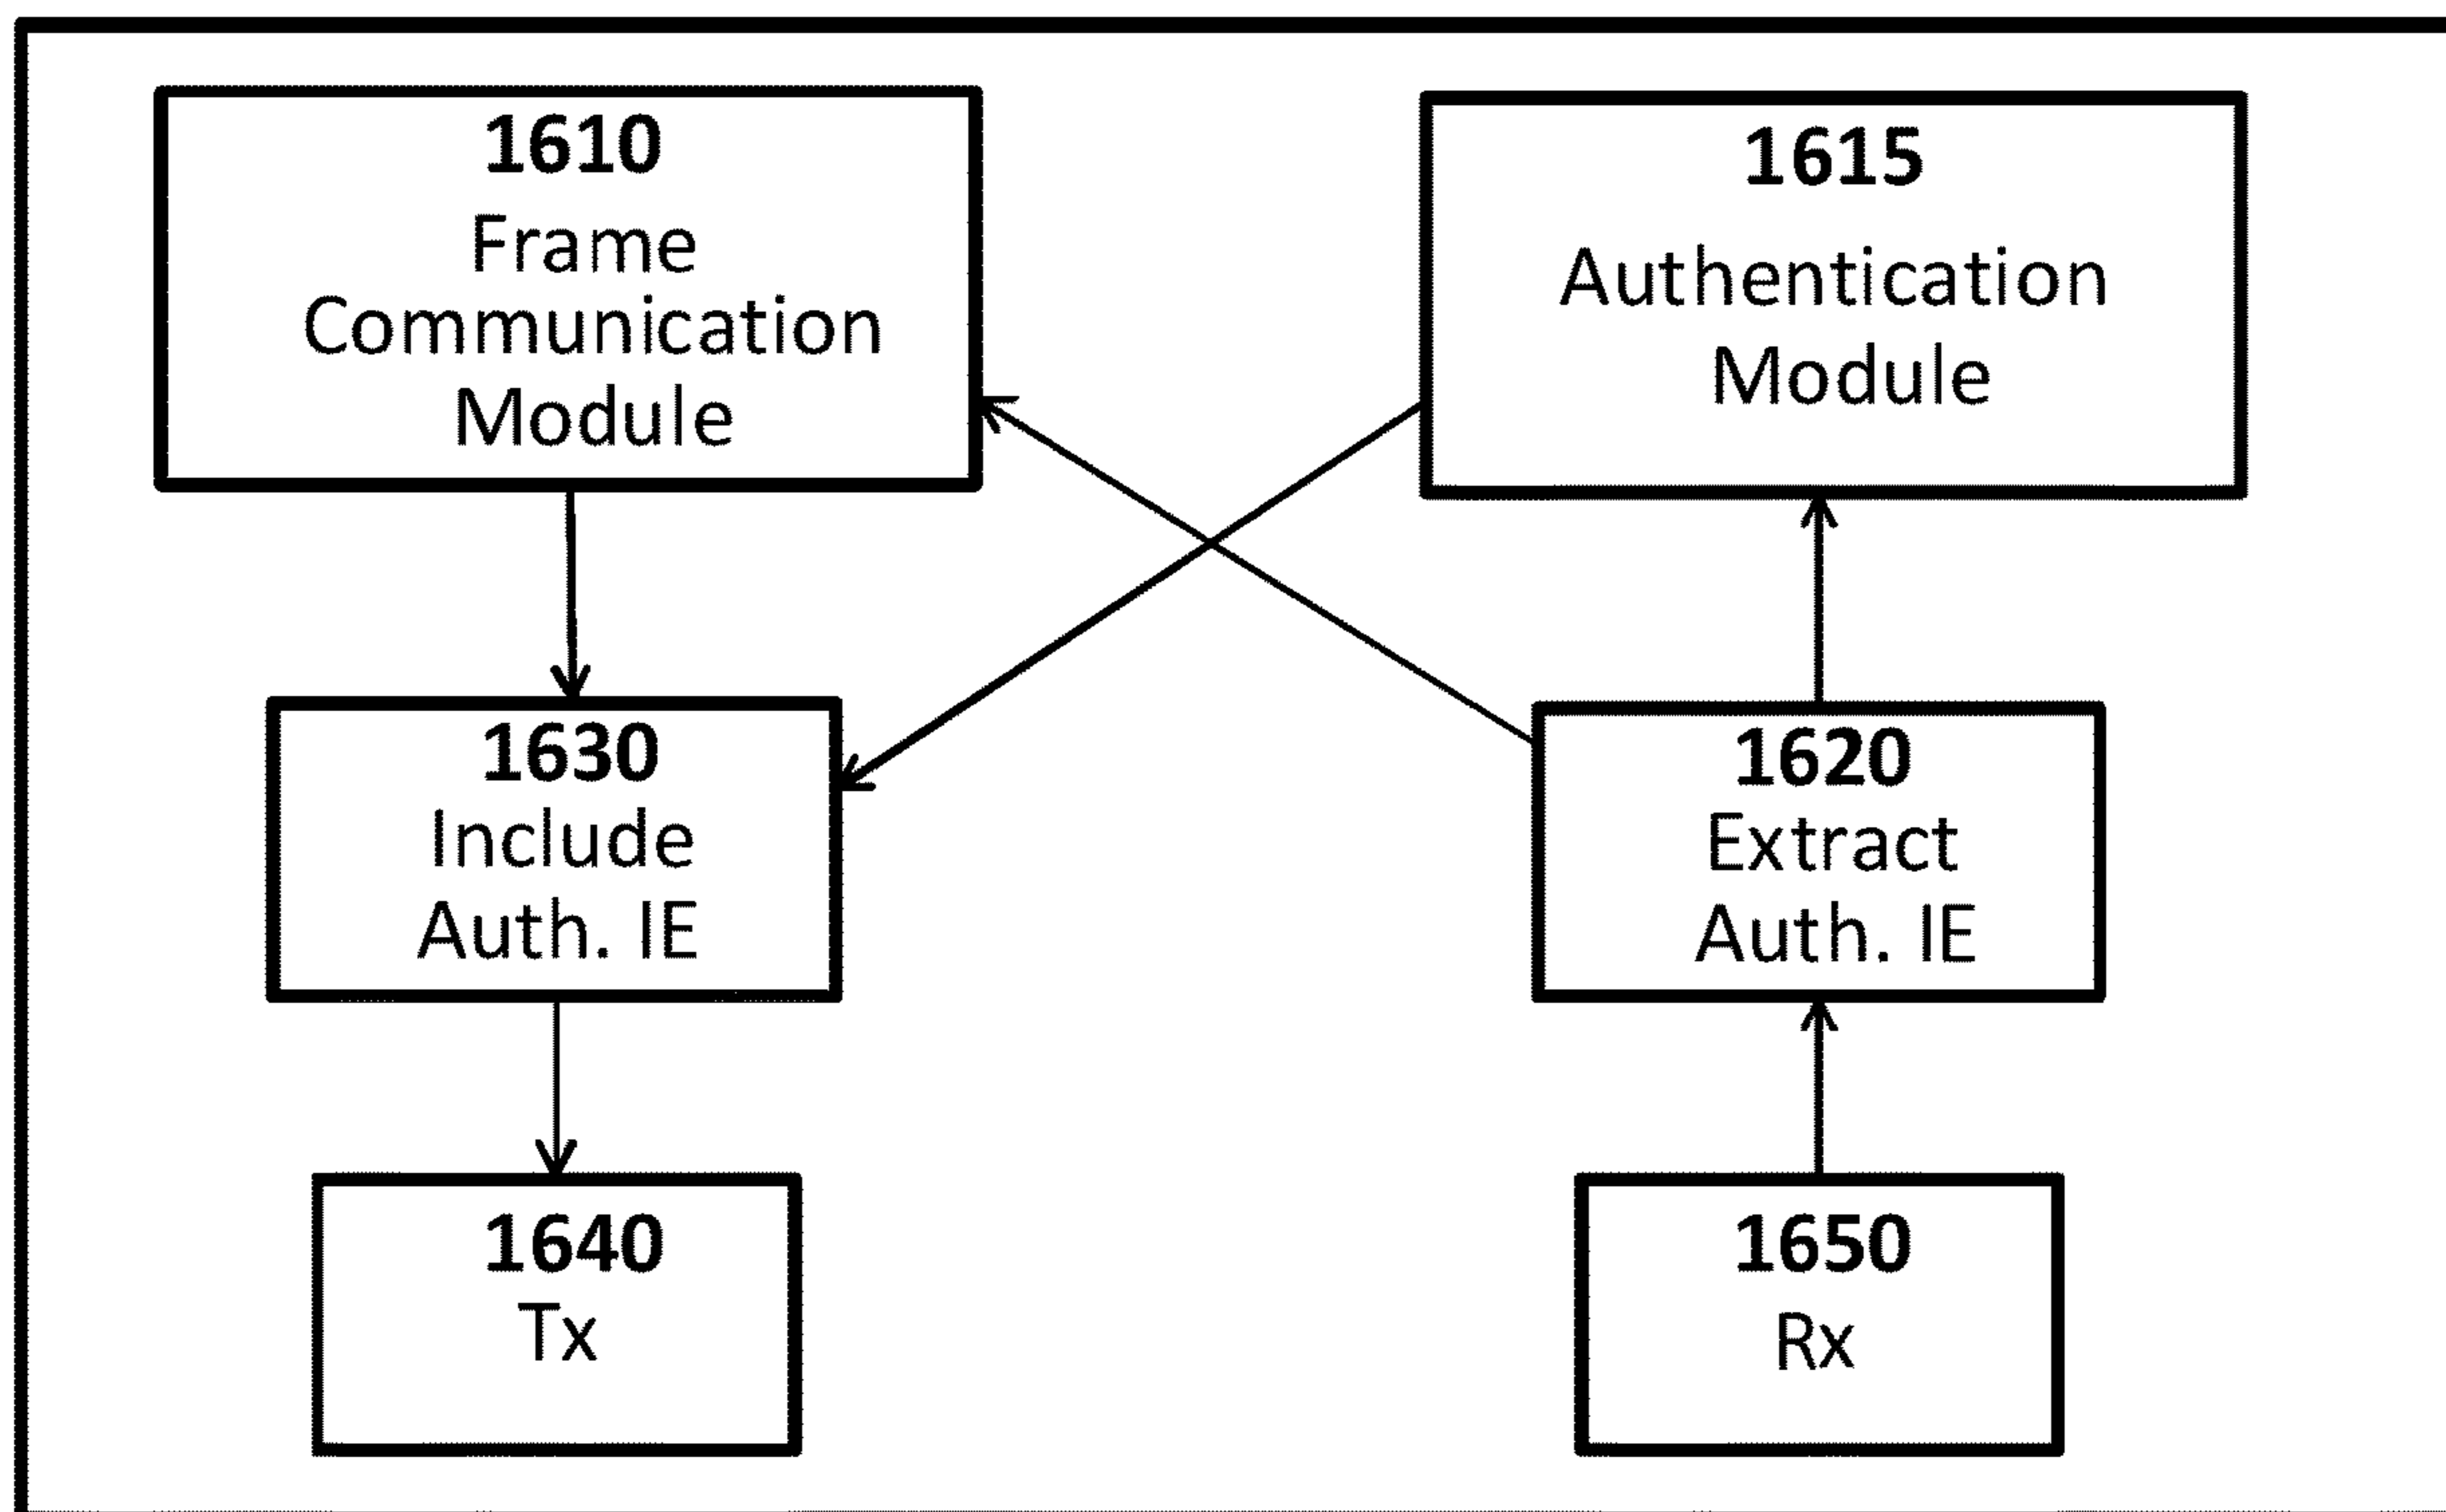 1610
Frame
Communication
Module
1615
Authentication
Module
1630
Include
Auth. IE
1620
Extract
Auth. IE
1640
Tx
1650
Rx